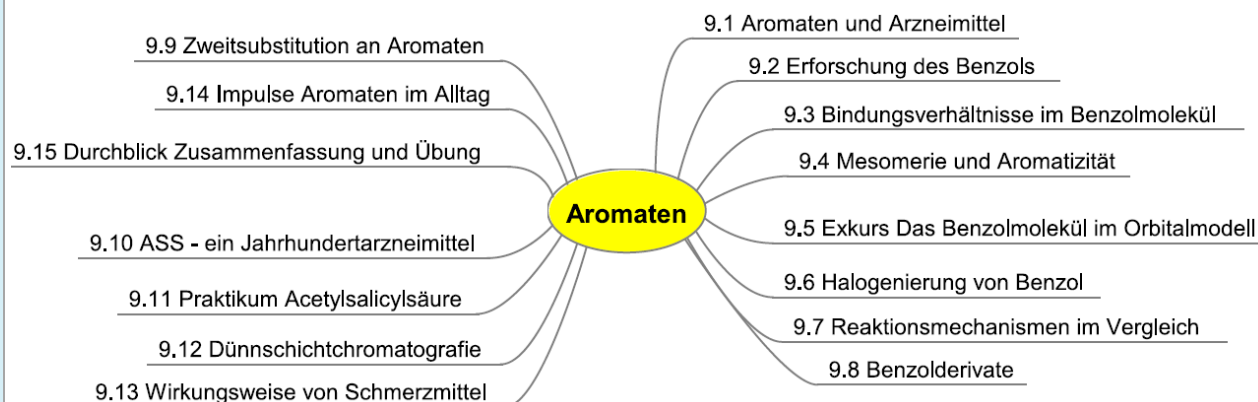 9.1 Aromaten und Arzneimittel
9.2 Erforschung des Benzols
9.3 Bindungsverhältnisse im Benzolmolekül
9.4 Mesomerie und Aromatizität
9.5 Exkurs Das Benzolmolekül im Orbitalmodell
9.6 Halogenierung von Benzol
9.7 Reaktionsmechanismen im Vergleich
9.8 Benzolderivate
Aromaten
9.9 Zweitsubstitution an Aromaten
9.14 Impulse Aromaten im Alltag
9.15 Durchblick Zusammenfassung und Übung
9.10 ASS - ein Jahrhundertarzneimittel
9.11 Praktikum Acetylsalicylsäure
9.12 Dünnschichtchromatografie
9.13 Wirkungsweise von Schmerzmittel